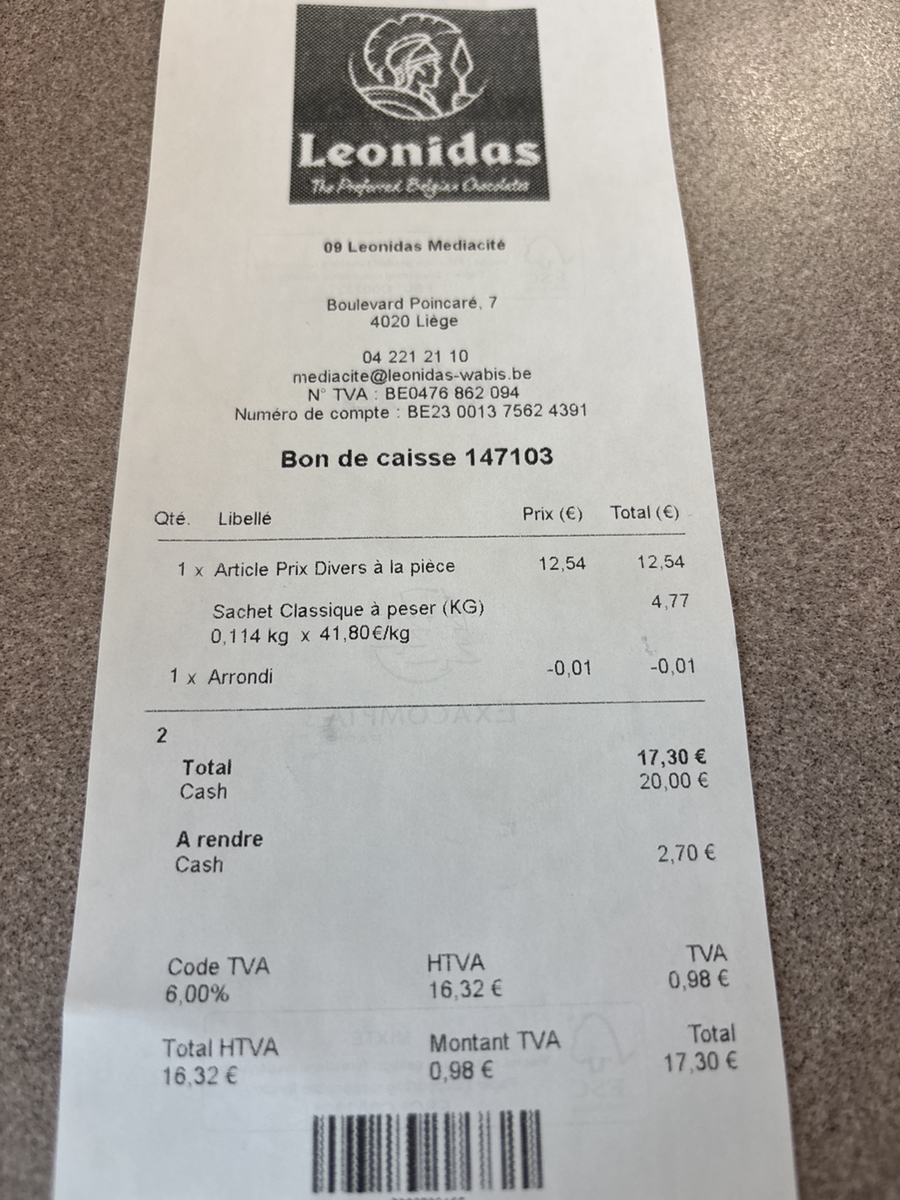 Leonidas
The Preferred Belgian Chocolates
09 Leonidas Mediacité
Boulevard Poincaré, 7
4020 Liège
04 221 21 10
mediacite@leonidas-wabis.be
N° TVA : BE0476 862 094
Numéro de compte : BE23 0013 7562 4391
Bon de caisse 147103
Qté. Libellé Prix (€) Total (€)
1 x Article Prix Divers à la pièce 12,54 12,54
Sachet Classique à peser (KG) 4,77
0,114 kg x 41,80€/kg
1 x Arrondi -0,01 -0,01
2
Total 17,30 €
Cash 20,00 €
A rendre
Cash 2,70 €
Code TVA HTVA TVA
6,00% 16,32 € 0,98 €
Total HTVA Montant TVA Total
16,32 € 0,98 € 17,30 €
EXACOMPTA
MIXTE
FSC